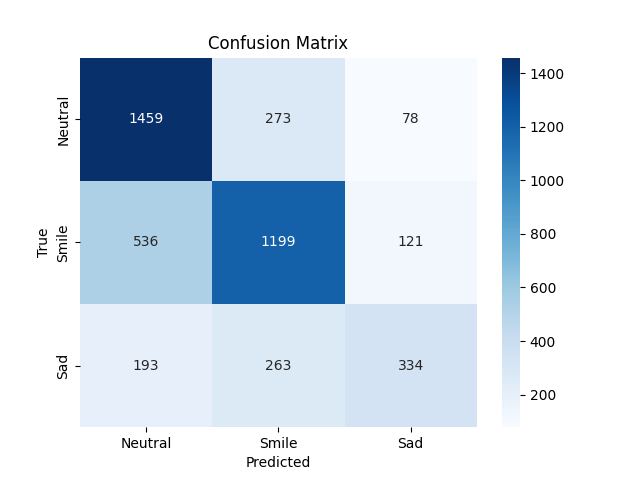 Confusion Matrix
True
Neutral
1459 273 78
Smile
536 1199 121
Sad
193 263 334
Neutral Smile Sad
Predicted
1400
1200
1000
800
600
400
200